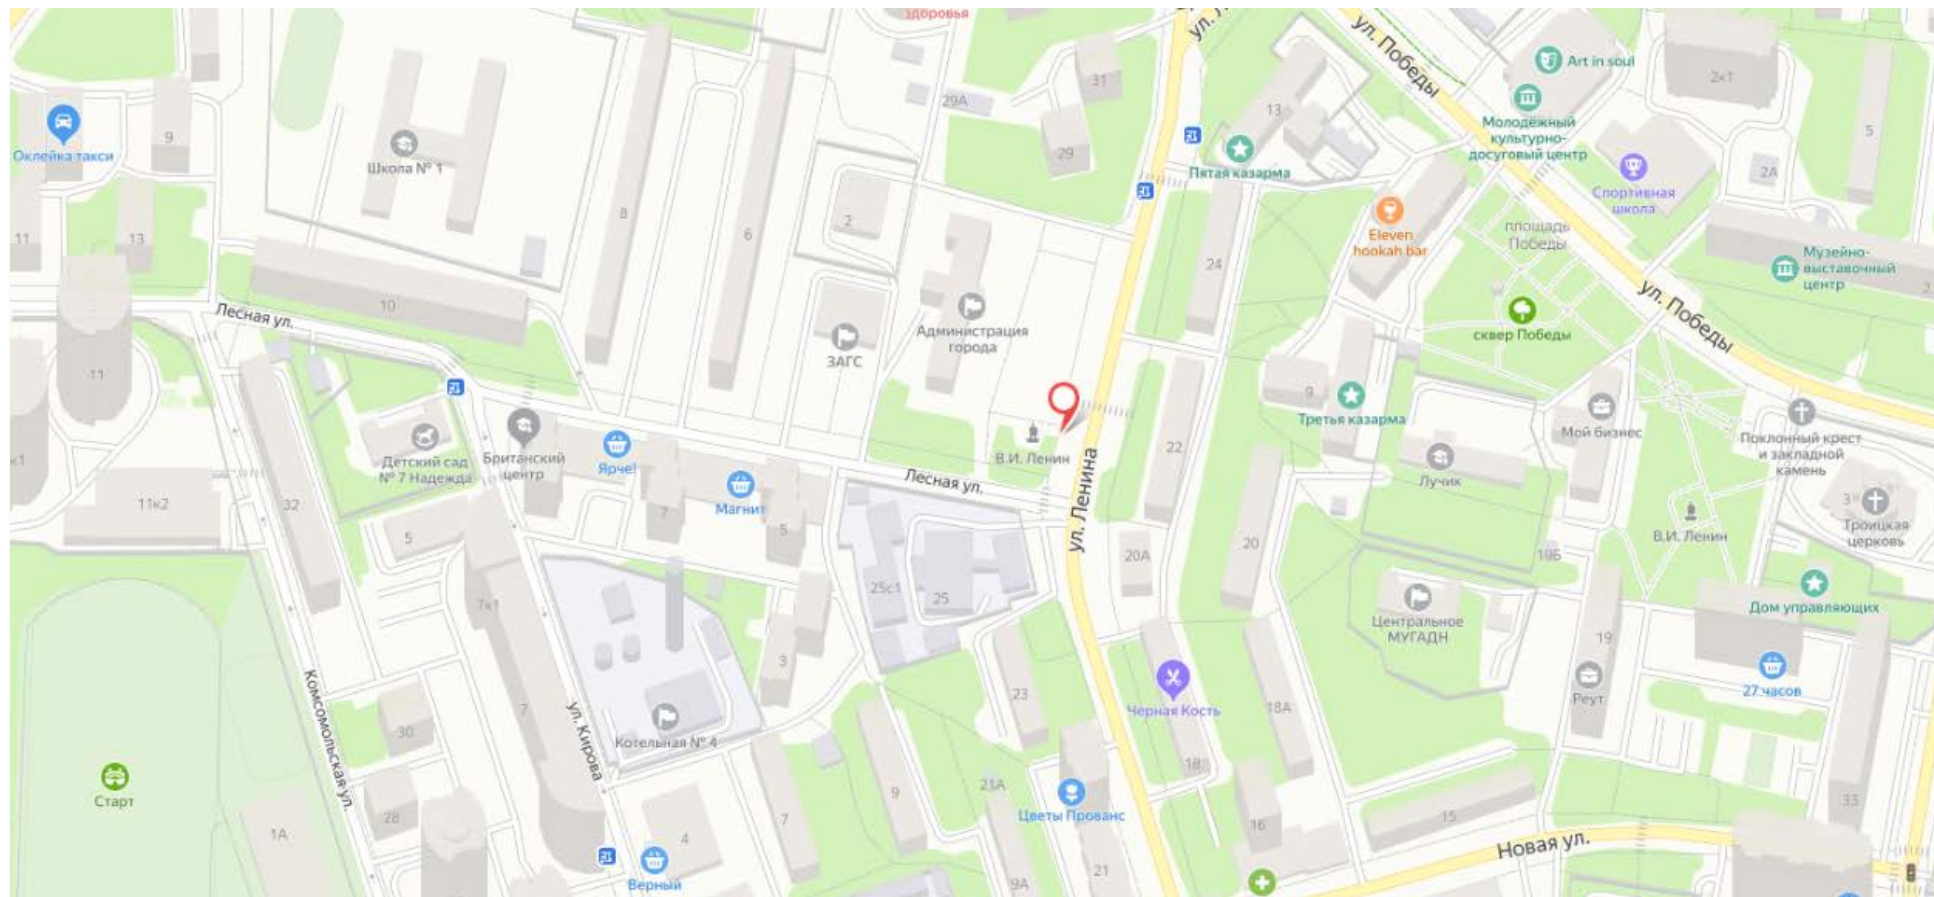 здоровья
ул. Победы
Art in soul
2к1
31
29А
13
Молодёжный
культурно-
досуговый центр
5
9
Оклейка такси
Школа № 1
29
Пятая казарма
2А
Спортивная
школа
8
6
2
11
13
24
Eleven
hookah bar
площадь
Победы
Музейно-
выставочный
центр
2
ул. Победы
10
Лесная ул.
Администрация
города
ЗАГС
сквер Победы
11
9
Третья казарма
Мой бизнес
Поклонный крест
и закладной
камень
Детский сад
№ 7 Надежда
Британский
центр
Ярче!
Магнит
В.И. Ленин
22
Лучик
Лесная ул.
ул. Ленина
к1
11к2
32
7
5
5
3
Троицкая
церковь
В.И. Ленин
20А
20
19Б
25с1
25
7к1
Центральное
МУГАДН
19
Дом управляющих
3
23
Черная Кость
18А
Реут
27 часов
Комсомольская ул.
30
7
ул. Кирова
Котельная № 4
18
Старт
28
1А
4
7
9
21А
Цветы Прованс
16
15
33
Новая ул.
Верный
9А
21